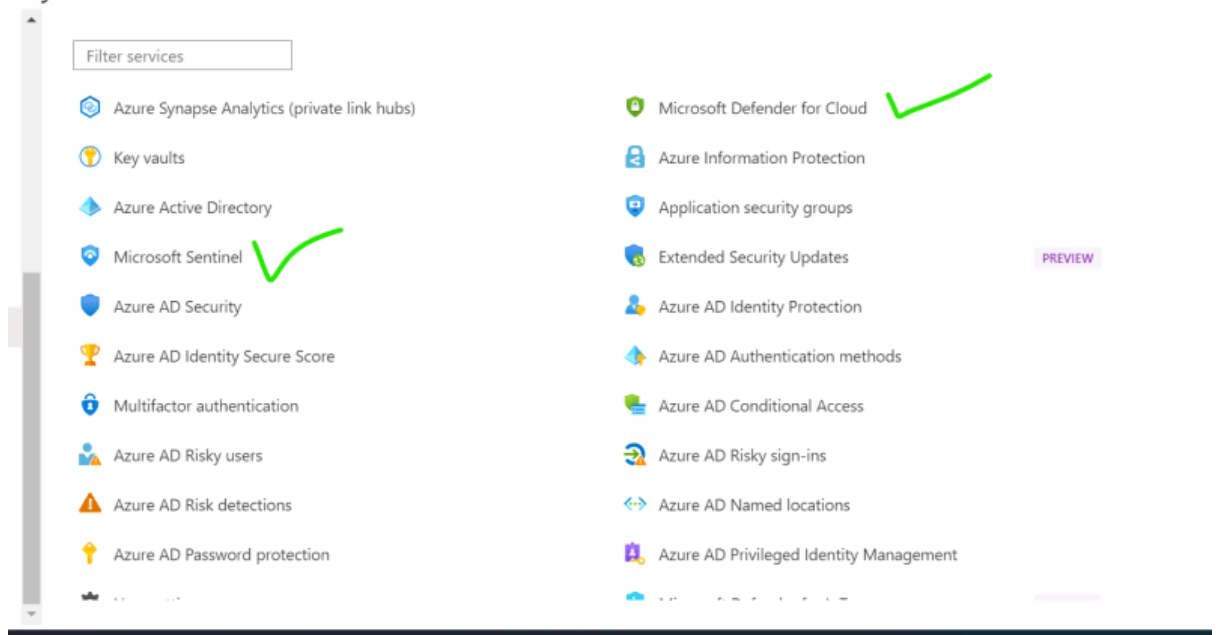 Filter services
Azure Synapse Analytics (private link hubs)
Microsoft Defender for Cloud
Key vaults
Azure Information Protection
Azure Active Directory
Application security groups
Microsoft Sentinel
Extended Security Updates PREVIEW
Azure AD Security
Azure AD Identity Protection
Azure AD Identity Secure Score
Azure AD Authentication methods
Multifactor authentication
Azure AD Conditional Access
Azure AD Risky users
Azure AD Risky sign-ins
Azure AD Risk detections
Azure AD Named locations
Azure AD Password protection
Azure AD Privileged Identity Management